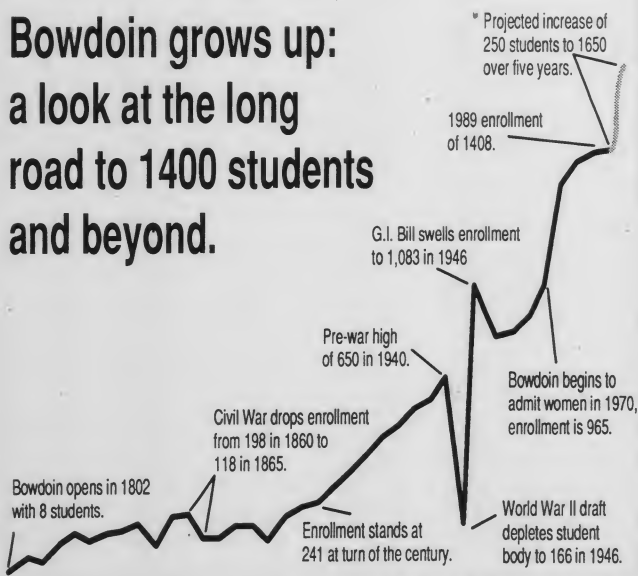 Bowdoin grows up:
a look at the long
road to 1400 students
and beyond.
* Projected increase of
250 students to 1650
over five years.
1989 enrollment
of 1408.
G.I. Bill swells enrollment
to 1,083 in 1946
Pre-war high
of 650 in 1940.
Bowdoin begins to
admit women in 1970,
enrollment is 965.
Civil War drops enrollment
from 198 in 1860 to
118 in 1865.
Bowdoin opens in 1802
with 8 students.
Enrollment stands at
241 at turn of the century.
World War II draft
depletes student
body to 166 in 1946.